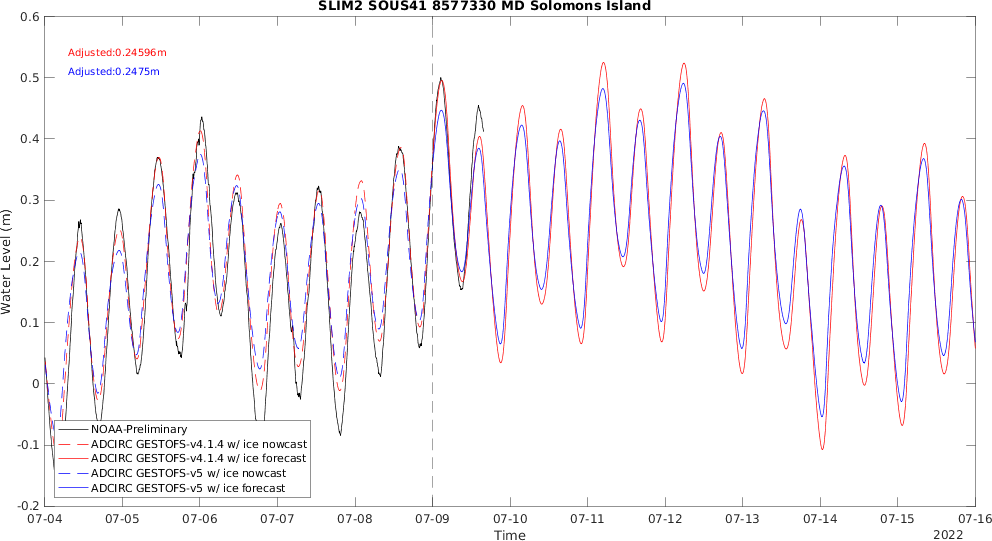 SLIM2 SOUS41 8577330 MD Solomons Island
Adjusted:0.24596m
Adjusted:0.2475m
Water Level (m)
0.6
0.5
0.4
0.3
0.2
0.1
0
-0.1
-0.2
NOAA-Preliminary
ADCIRC GESTOFS-v4.1.4 w/ ice nowcast
ADCIRC GESTOFS-v4.1.4 w/ ice forecast
ADCIRC GESTOFS-v5 w/ ice nowcast
ADCIRC GESTOFS-v5 w/ ice forecast
07-04 07-05 07-06 07-07 07-08 07-09 07-10 07-11 07-12 07-13 07-14 07-15 07-16
Time
2022